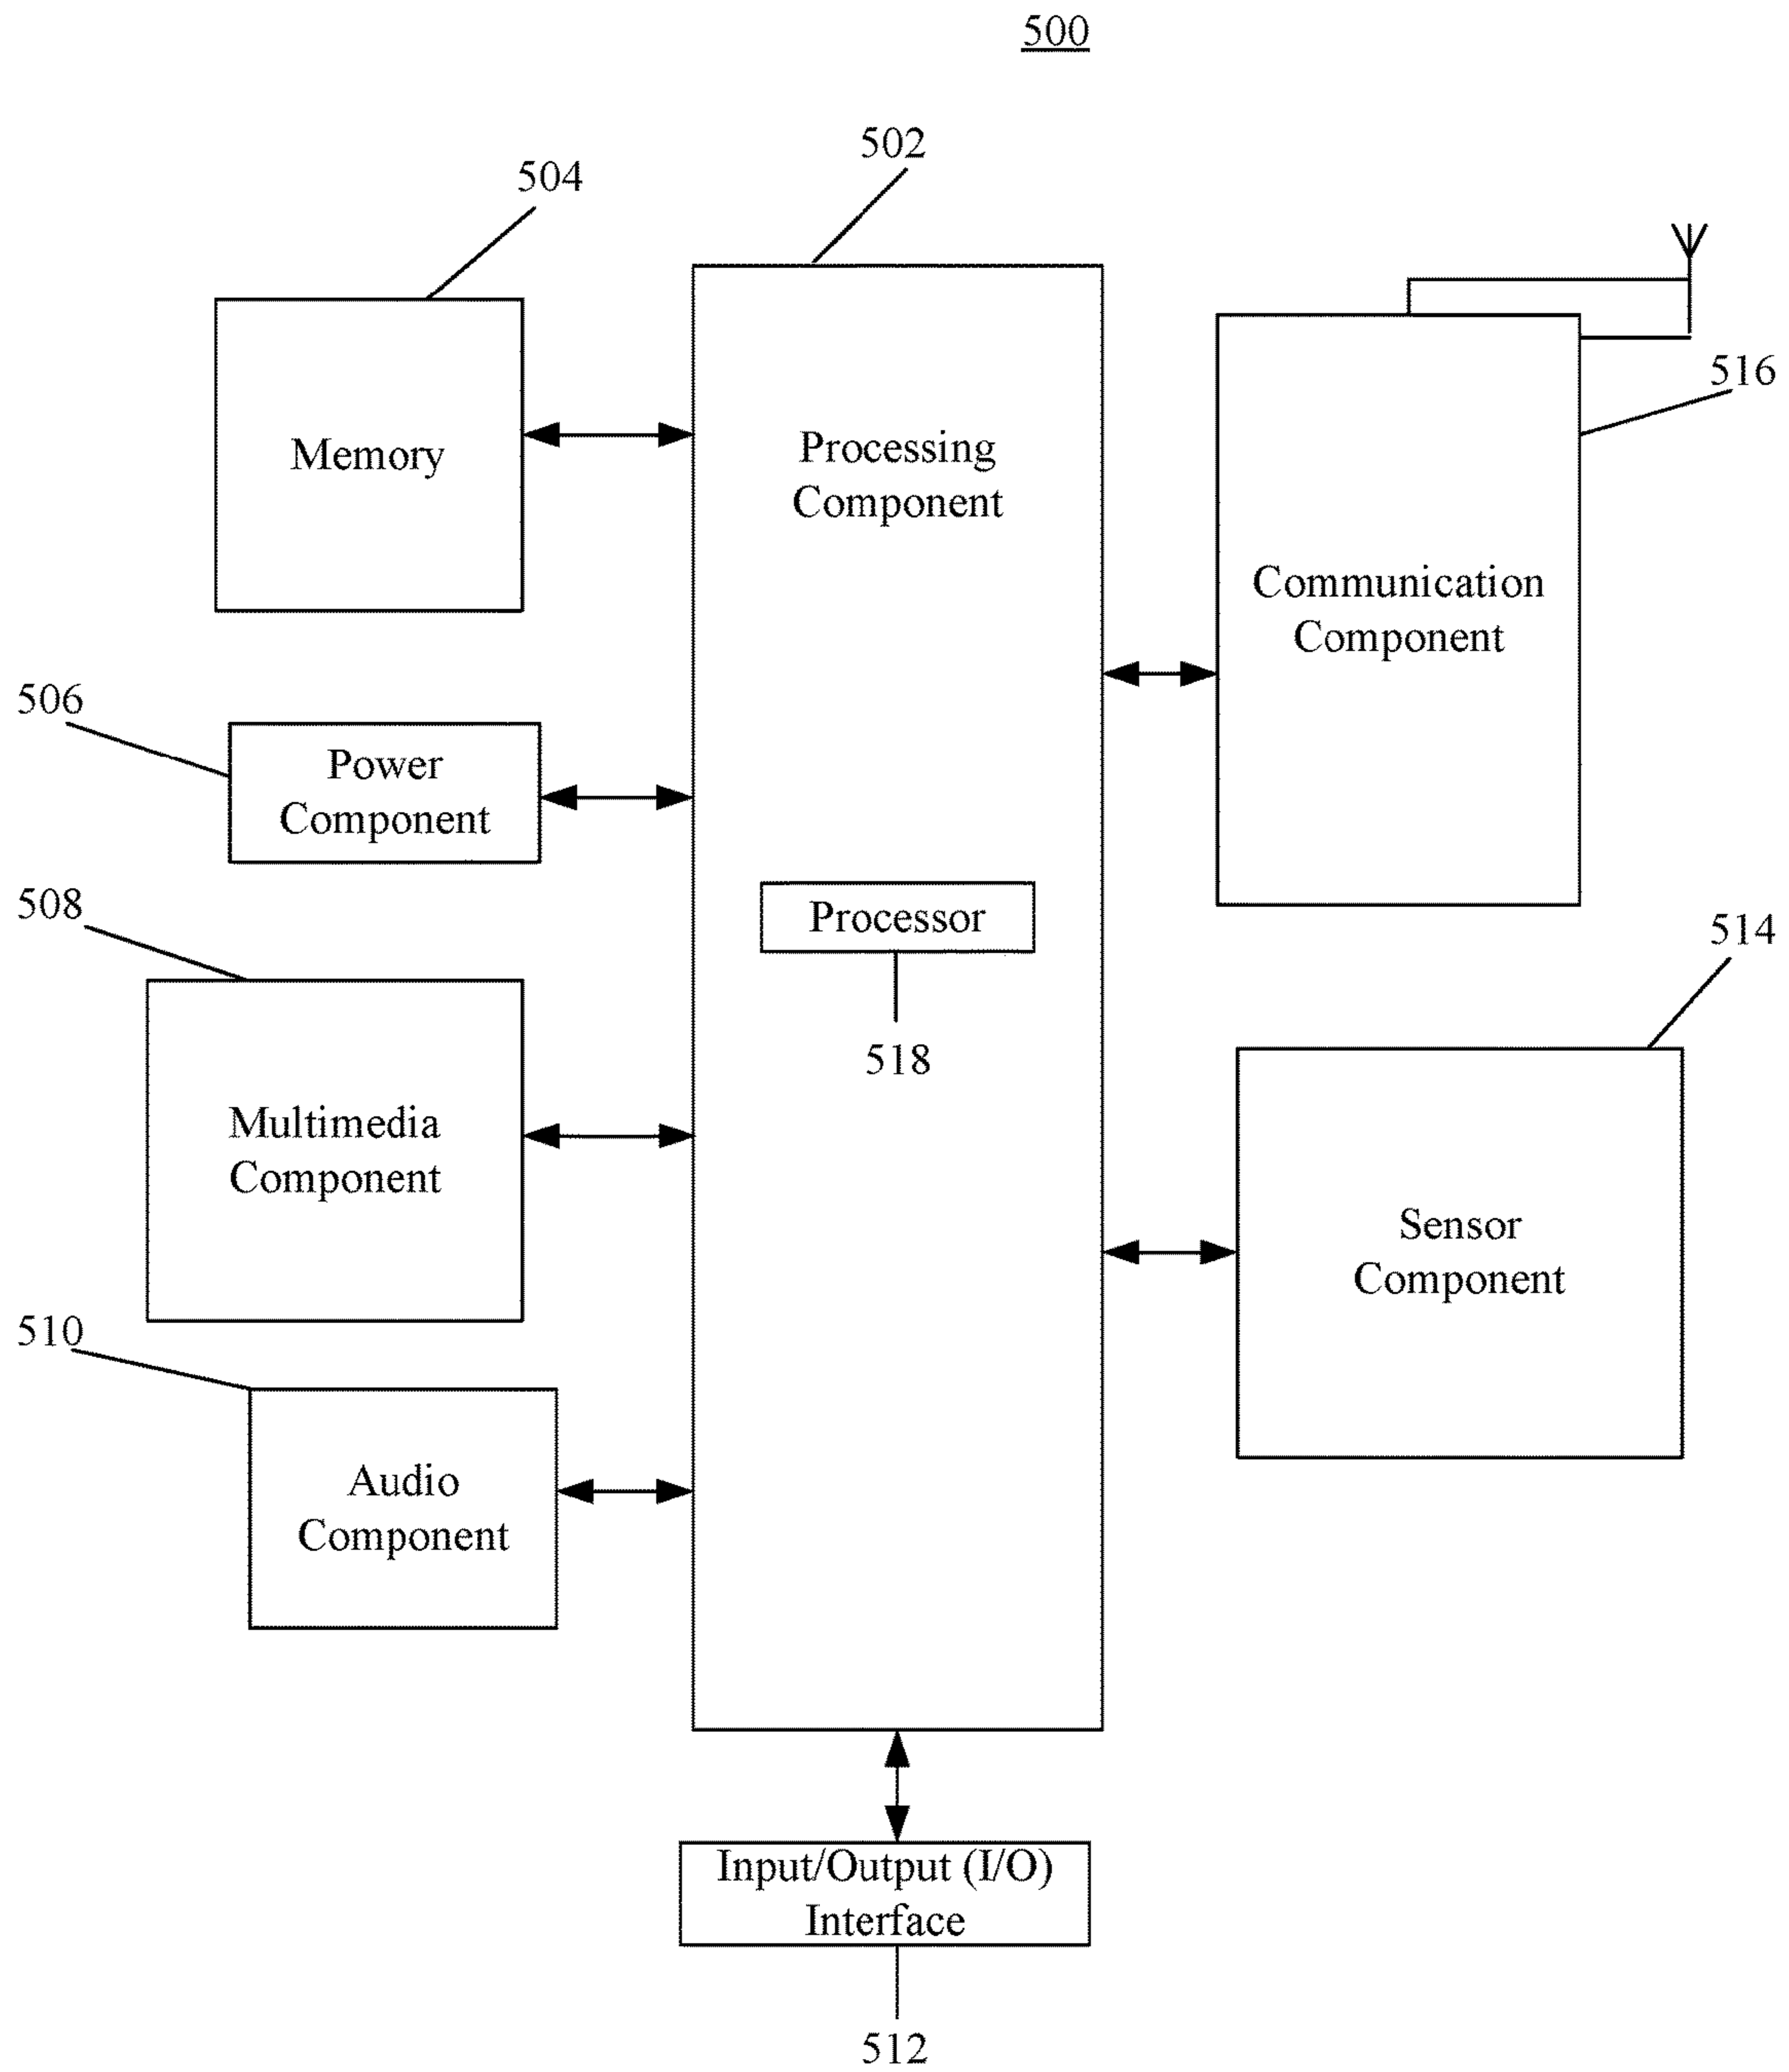 500
502
504
Memory
Processing
Component
516
Communication
Component
506
Power
Component
508
Processor
514
518
Multimedia
Component
Sensor
Component
510
Audio
Component
Input/Output (I/O)
Interface
512